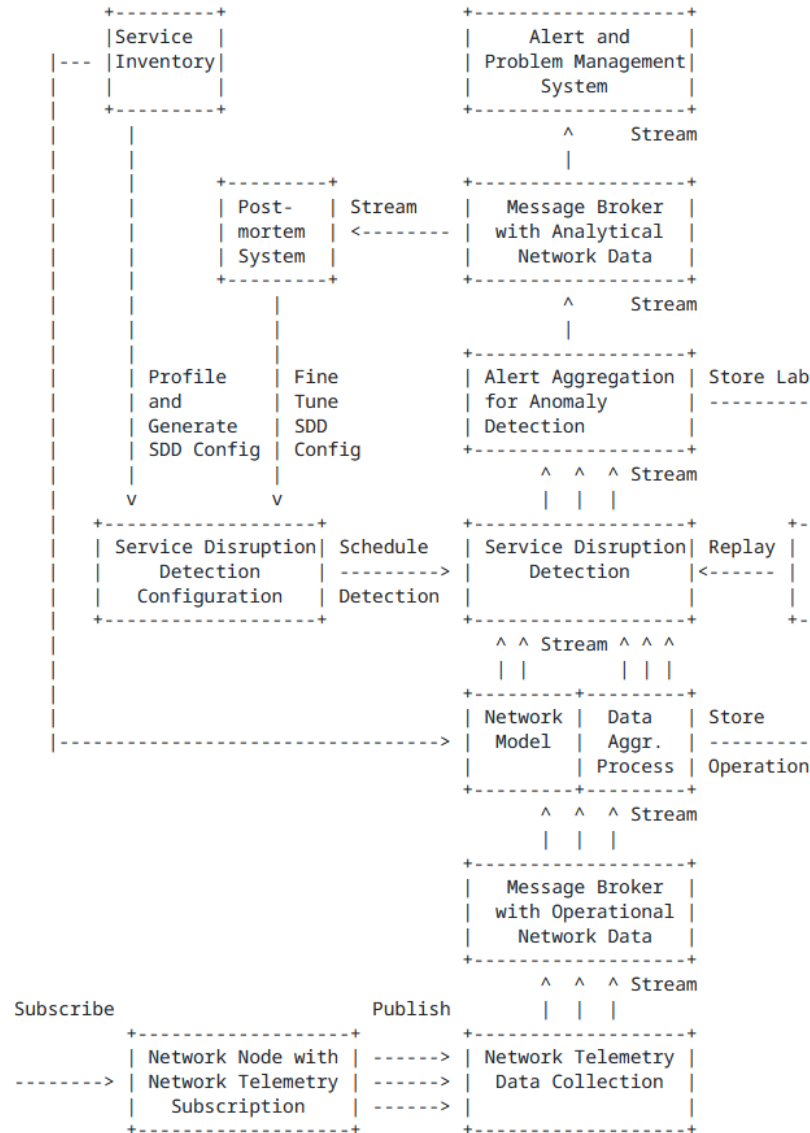 Service
Inventory
Alert and
Problem Management
System
Stream
Post-
mortem
System
Stream
Message Broker
with Analytical
Network Data
Stream
Profile
and
Generate
SDD Config
Fine
Tune
SDD
Config
Alert Aggregation
for Anomaly
Detection
Store Lab
Stream
Service Disruption
Detection
Configuration
Schedule
Detection
Service Disruption
Detection
Replay
Stream
Network
Model
Data
Aggr.
Process
Store
Operation
Stream
Message Broker
with Operational
Network Data
Stream
Subscribe
Publish
Network Node with
Network Telemetry
Subscription
Network Telemetry
Data Collection